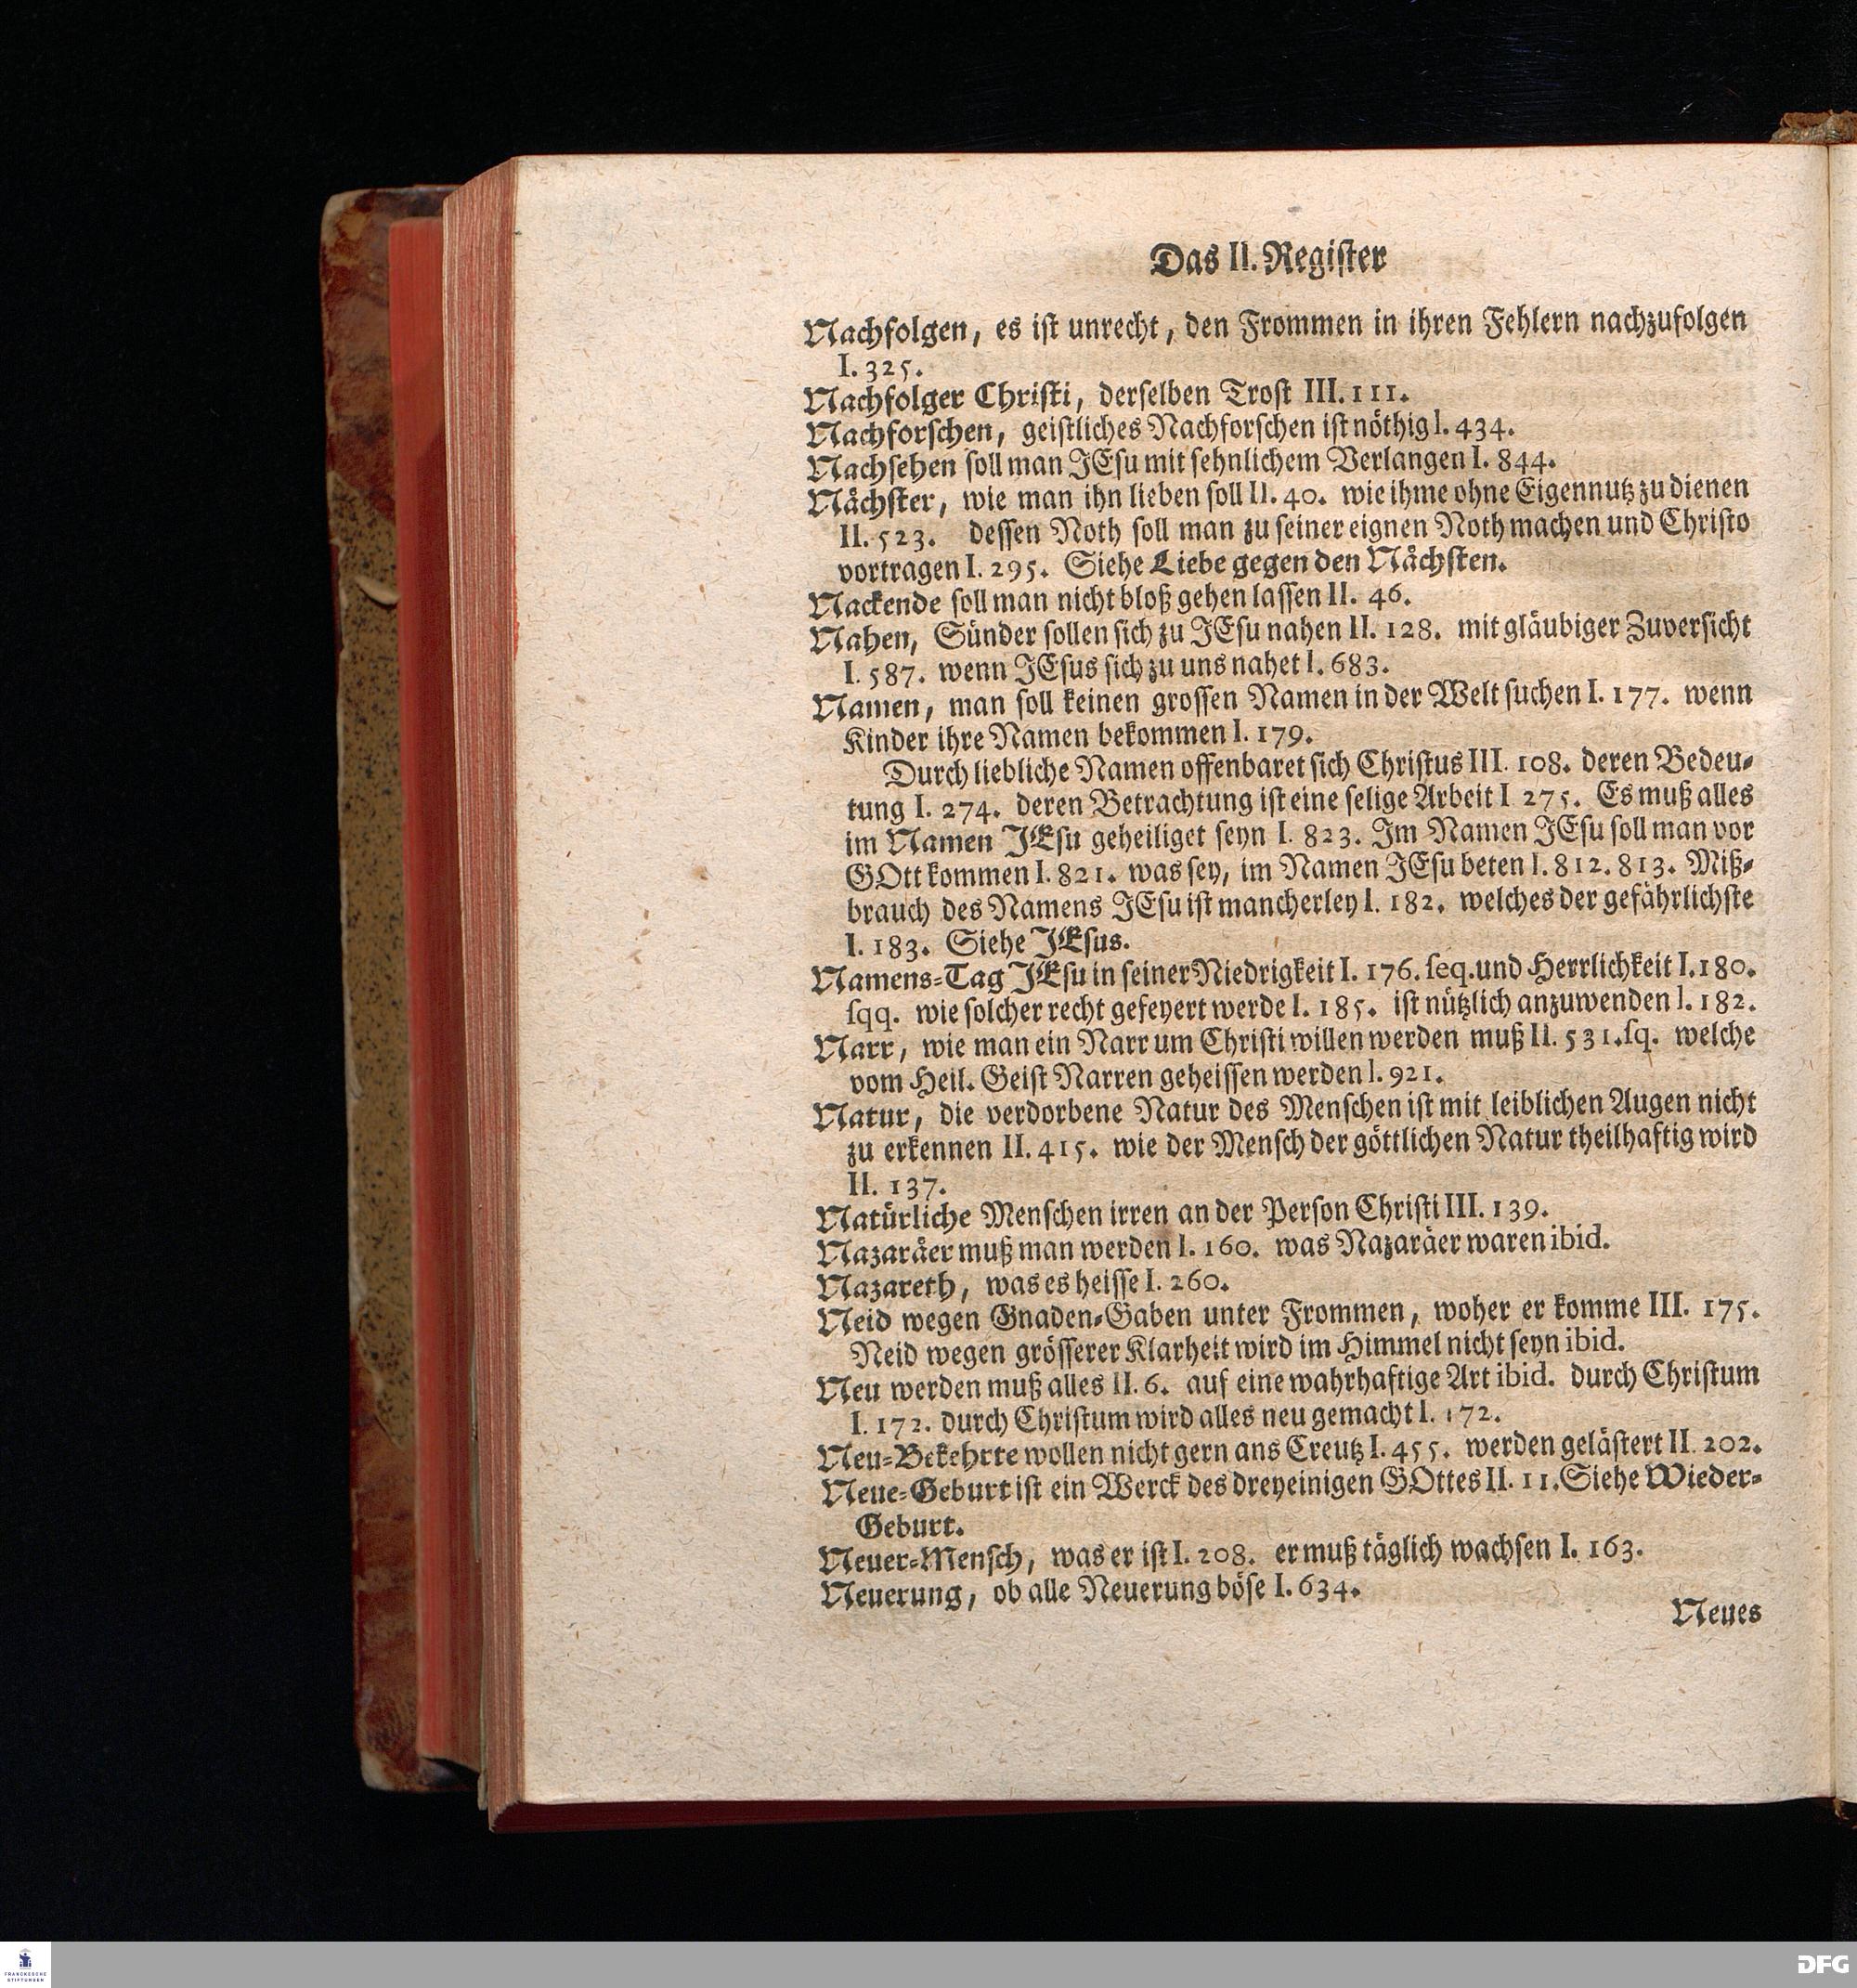 Das II. Register
Nachfolgen, es ist unrecht, den Frommen in ihren Fehlern nachzufolgen
I. 325.
Nachfolger Christi, derselben Trost III. 111.
Nachforschen, geistliches Nachforschen ist nöthig I. 434.
Nachsehen soll man JEsu mit sehnlichem Verlangen I. 844.
Nächster, wie man ihn lieben soll II. 40. wie ihme ohne Eigennutz zu dienen
II. 523. dessen Noth soll man zu seiner eignen Noth machen und Christo
vortragen I. 295. Siehe Liebe gegen den Nächsten.
Nackende soll man nicht bloß gehen lassen II. 46.
Nahen, Sünder sollen sich zu JEsu nahen II. 128. mit gläubiger Zuversicht
I. 587. wenn JEsus sich zu uns nahet I. 683.
Namen, man soll keinen grossen Namen in der Welt suchen I. 177. wenn
Kinder ihre Namen bekommen I. 179.
Durch liebliche Namen offenbaret sich Christus III. 108. deren Bedeu-
tung I. 274. deren Betrachtung ist eine selige Arbeit I 275. Es muß alles
im Namen JEsu geheiliget seyn I. 823. Im Namen JEsu soll man vor
GOtt kommen I. 821. was sey, im Namen JEsu beten I. 812. 813. Miß-
brauch des Namens JEsu ist mancherley I. 182. welches der gefährlichste
I. 183. Siehe JEsus.
Namens-Tag JEsu in seiner Niedrigkeit I. 176. seq. und Herrlichkeit I. 180.
sqq. wie solcher recht gefeyert werde I. 185. ist nützlich anzuwenden I. 182.
Narr, wie man ein Narr um Christi willen werden muß II. 531. sq. welche
vom Heil. Geist Narren geheissen werden I. 921.
Natur, die verdorbene Natur des Menschen ist mit leiblichen Augen nicht
zu erkennen II. 415. wie der Mensch der göttlichen Natur theilhaftig wird
II. 137.
Natürliche Menschen irren an der Person Christi III. 139.
Nazaräer muß man werden I. 160. was Nazaräer waren ibid.
Nazareth, was es heisse I. 260.
Neid wegen Gnaden-Gaben unter Frommen, woher er komme III. 175.
Neid wegen grösserer Klarheit wird im Himmel nicht seyn ibid.
Neu werden muß alles II. 6. auf eine wahrhaftige Art ibid. durch Christum
I. 172. durch Christum wird alles neu gemacht I. 172.
Neu-Bekehrte wollen nicht gern ans Creutz I. 455. werden gelästert II 202.
Neue-Geburt ist ein Werck des dreyeinigen GOttes II. 11. Siehe Wieder-
Geburt.
Neuer-Mensch, was er ist I. 208. er muß täglich wachsen I. 163.
Neuerung, ob alle Neuerung böse I. 634.
Neues
FRANCKESCHE
STIFTUNGEN
DFG